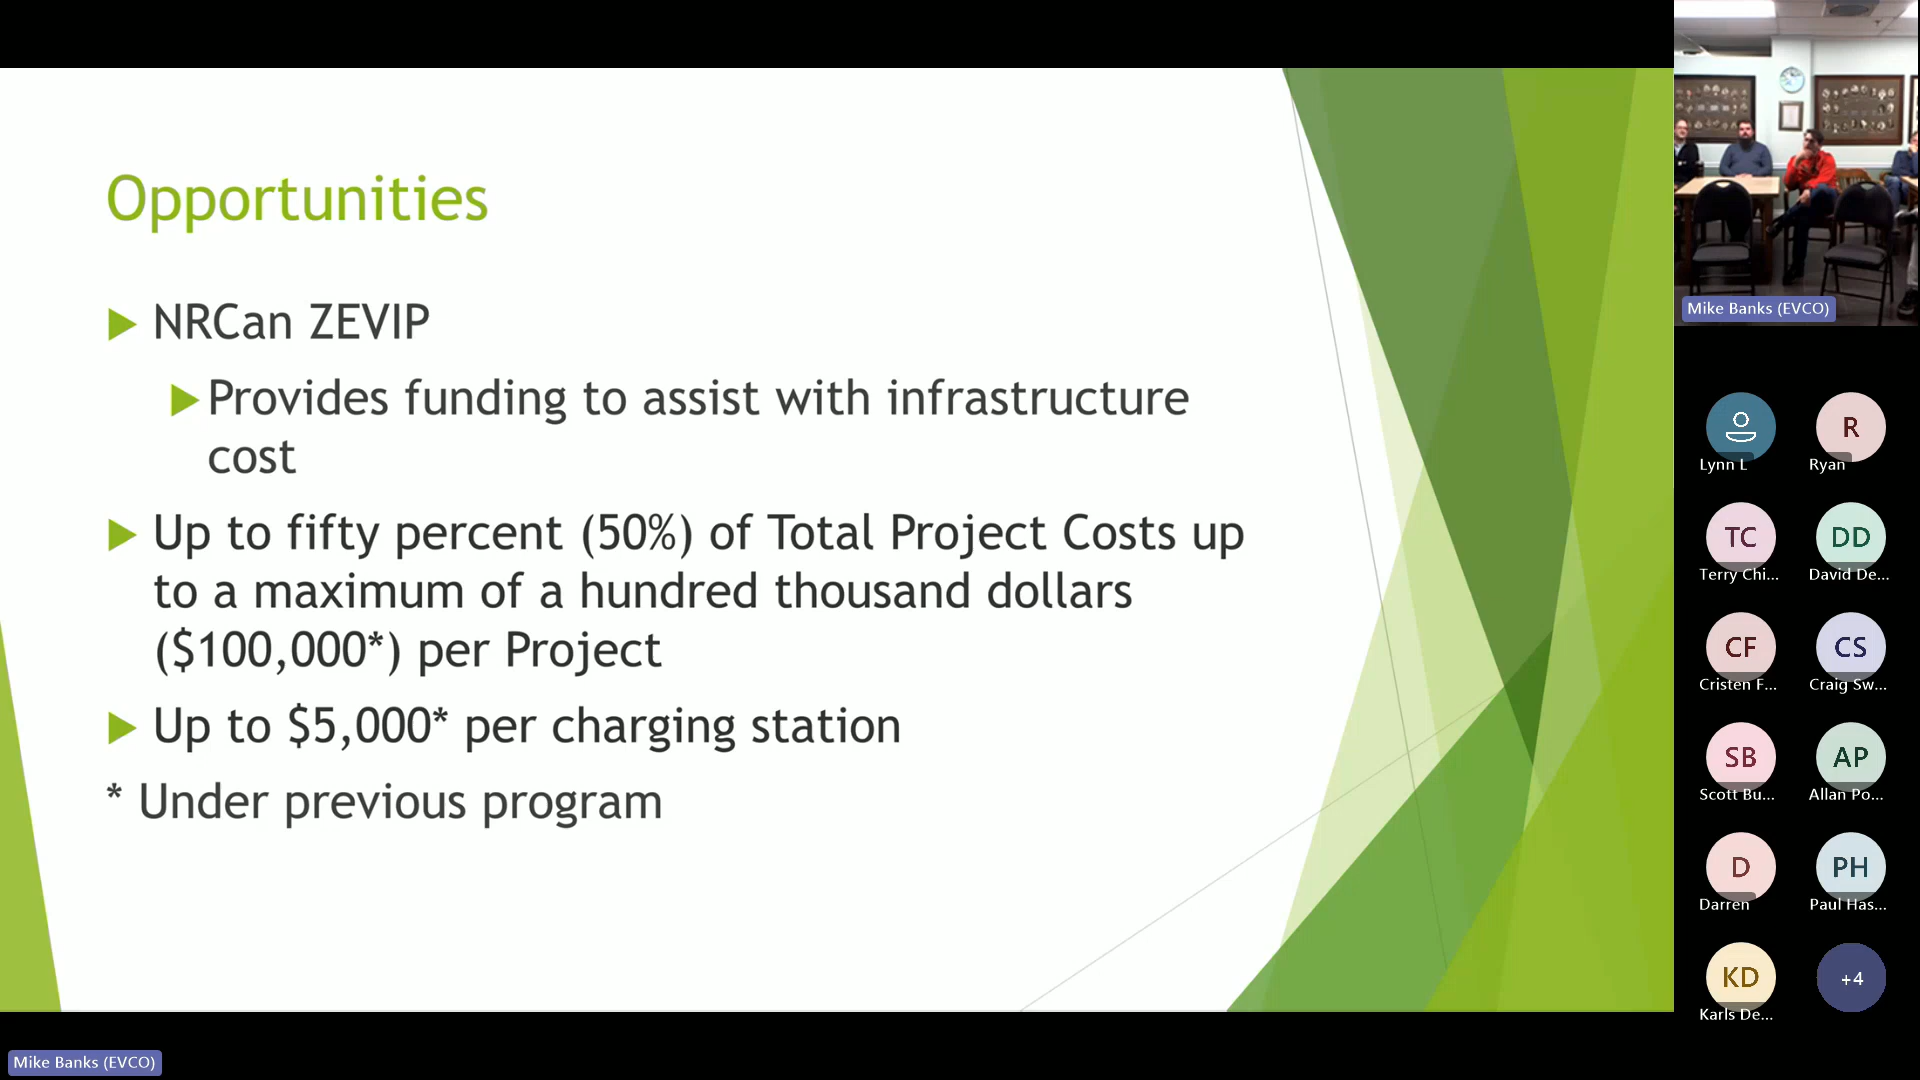 Opportunities
NRCan ZEVIP
Provides funding to assist with infrastructure
cost
Up to fifty percent (50%) of Total Project Costs up
to a maximum of a hundred thousand dollars
($100,000*) per Project
Up to $5,000* per charging station
* Under previous program
Mike Banks (EVCO)
Mike Banks (EVCO)
Lynn L
R
Ryan
TC
Terry Chi...
DD
David De...
CF
Cristen F...
CS
Craig Sw...
SB
Scott Bu...
AP
Allan Po...
D
Darren
PH
Paul Has...
KD
Karls De...
+4